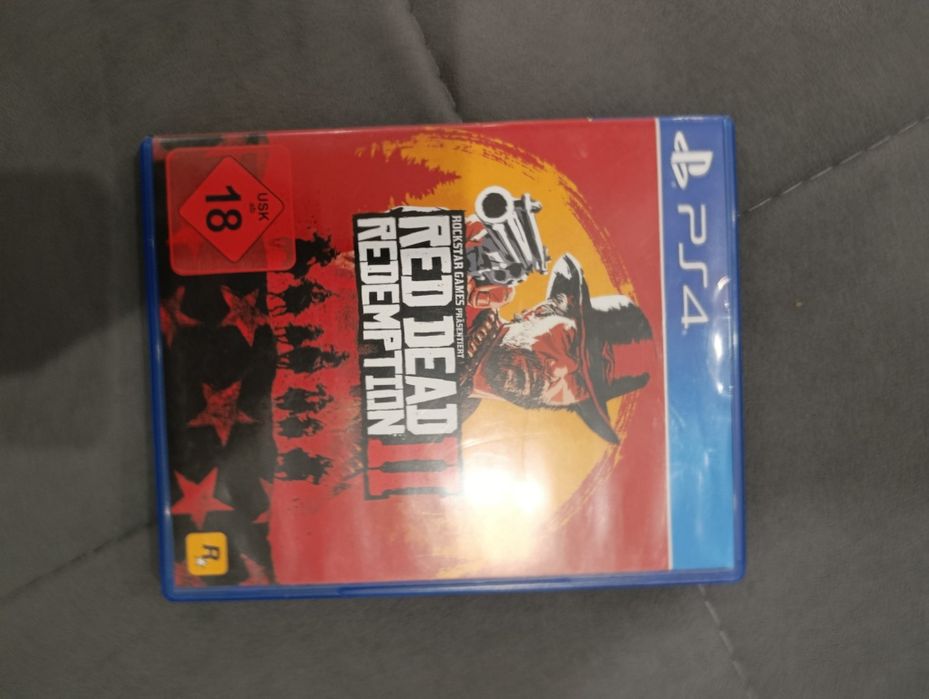 PS4
ROCKSTAR GAMES PRÄSENTIERT
RED DEAD
REDEMPTION II
USK
ab
18
R